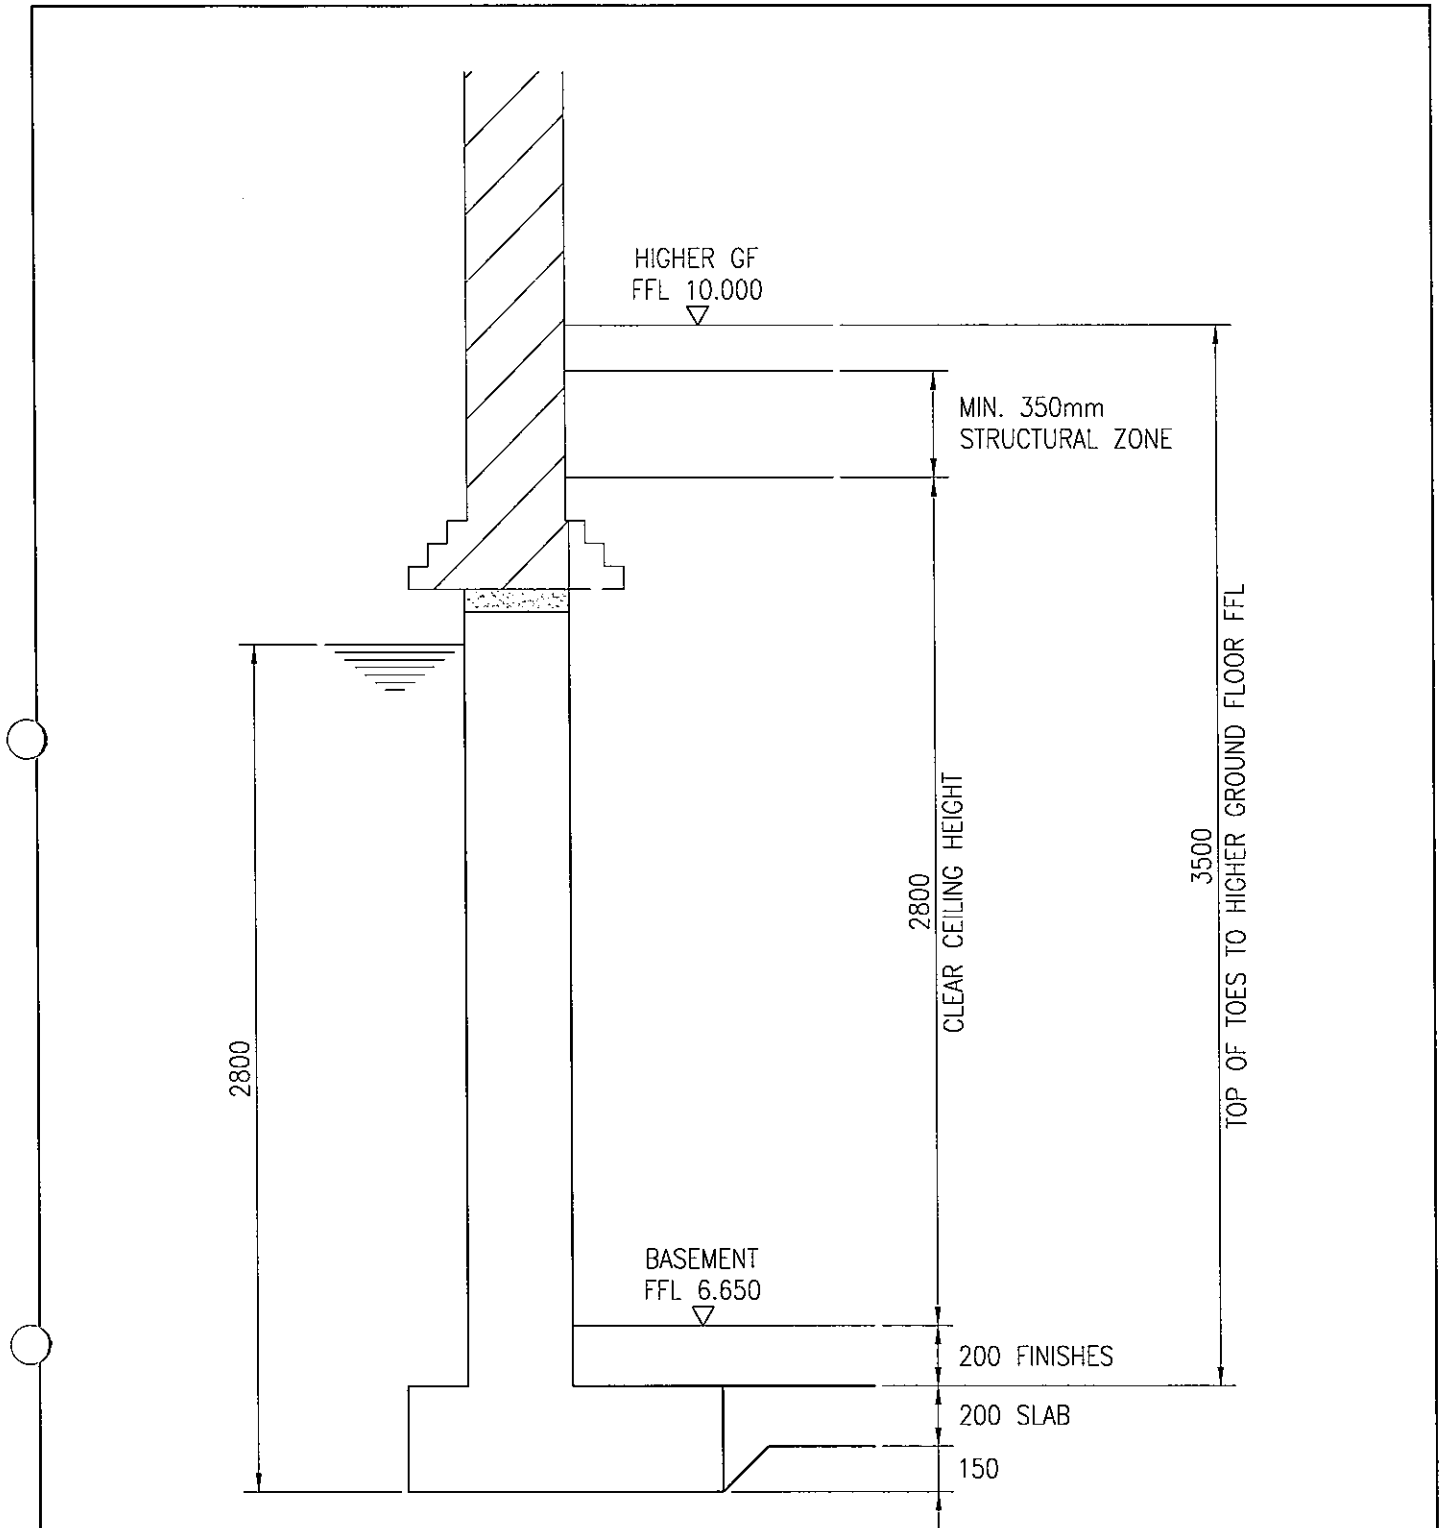 HIGHER GF
FFL 10.000
MIN. 350mm
STRUCTURAL ZONE
2800
CLEAR CEILING HEIGHT
3500
TOP OF TOES TO HIGHER GROUND FLOOR FFL
2800
BASEMENT
FFL 6.650
200 FINISHES
200 SLAB
150